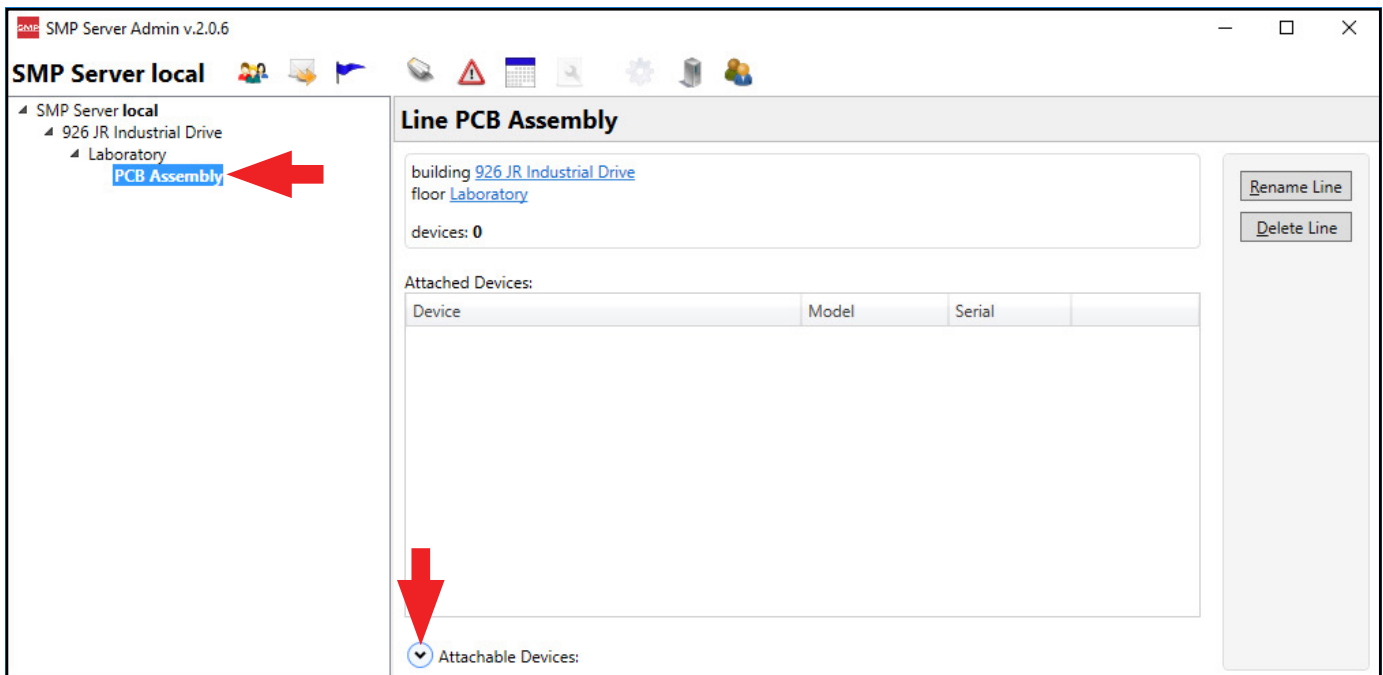 SMP SMP Server Admin v.2.0.6
SMP Server local
SMP Server local
926 JR Industrial Drive
Laboratory
PCB Assembly
Line PCB Assembly
building 926 JR Industrial Drive
floor Laboratory
devices: 0
Rename Line
Delete Line
Attached Devices:
Device Model Serial
Attachable Devices: